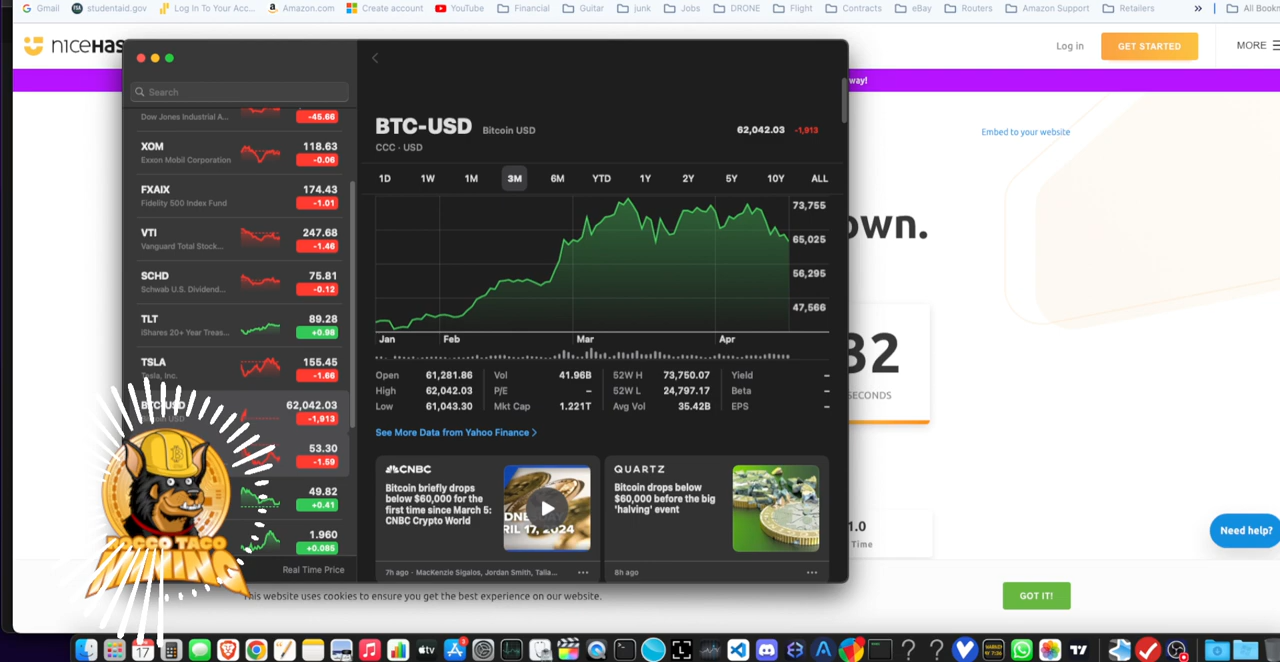 Gmail studentaid.gov Log In To Your Acc... Amazon.com Create account YouTube Financial Guitar junk Jobs DRONE Flight Contracts eBay Routers Amazon Support Retailers » All Bookm
niceHas
Log in GET STARTED MORE
way!
Search
Embed to your website
own.
32
SECONDS
1.0
Time
Need help?
Dow Jones Industrial A... -45.66
XOM 118.63
Exxon Mobil Corporation -0.06
FXAIX 174.43
Fidelity 500 Index Fund -1.01
VTI 247.68
Vanguard Total Stock... -1.46
SCHD 75.81
Schwab U.S. Dividend... -0.12
TLT 89.28
iShares 20+ Year Treas... +0.98
TSLA 155.45
Tesla, Inc. -1.66
BTC-USD 62,042.03
Bitcoin USD -1,913
53.30
-1.59
49.82
+0.41
1.960
+0.085
Real Time Price
BTC-USD Bitcoin USD 62,042.03 -1,913
CCC · USD
1D 1W 1M 3M 6M YTD 1Y 2Y 5Y 10Y ALL
73,755
65,025
56,295
47,566
Jan Feb Mar Apr
Open 61,281.86 Vol 41.96B 52W H 73,750.07 Yield –
High 62,042.03 P/E – 52W L 24,797.17 Beta –
Low 61,043.30 Mkt Cap 1.221T Avg Vol 35.42B EPS –
See More Data from Yahoo Finance >
CNBC
Bitcoin briefly drops
below $60,000 for the
first time since March 5:
CNBC Crypto World
DNE
RIL 17, 2024
7h ago · MacKenzie Sigalos, Jordan Smith, Talia... ...
QUARTZ
Bitcoin drops below
$60,000 before the big
'halving' event
8h ago ...
ROCCO TACO
MINING
This website uses cookies to ensure you get the best experience on our website.
GOT IT!
17